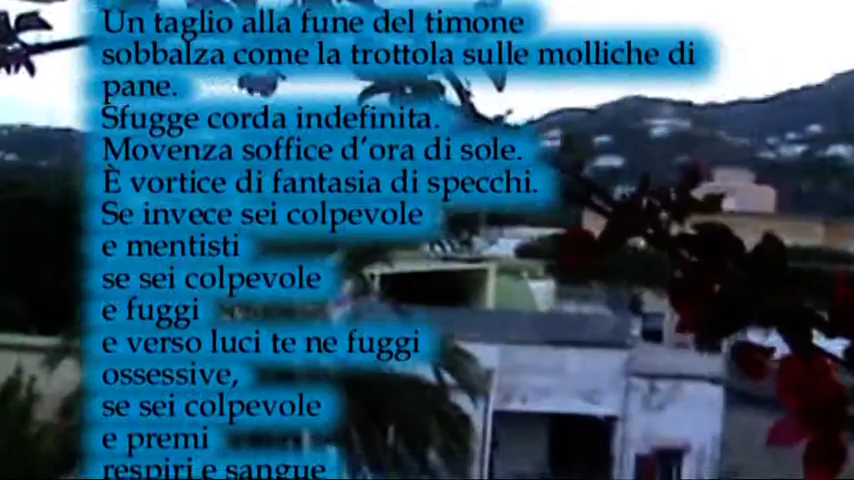 Un taglio alla fune del timone
sobbalza come la trottola sulle molliche di
pane.
Sfugge corda indefinita.
Movenza soffice d'ora di sole.
È vortice di fantasia di specchi.
Se invece sei colpevole
e mentisti
se sei colpevole
e fuggi
e verso luci te ne fuggi
ossessive,
se sei colpevole
e premi
respiri e sangue